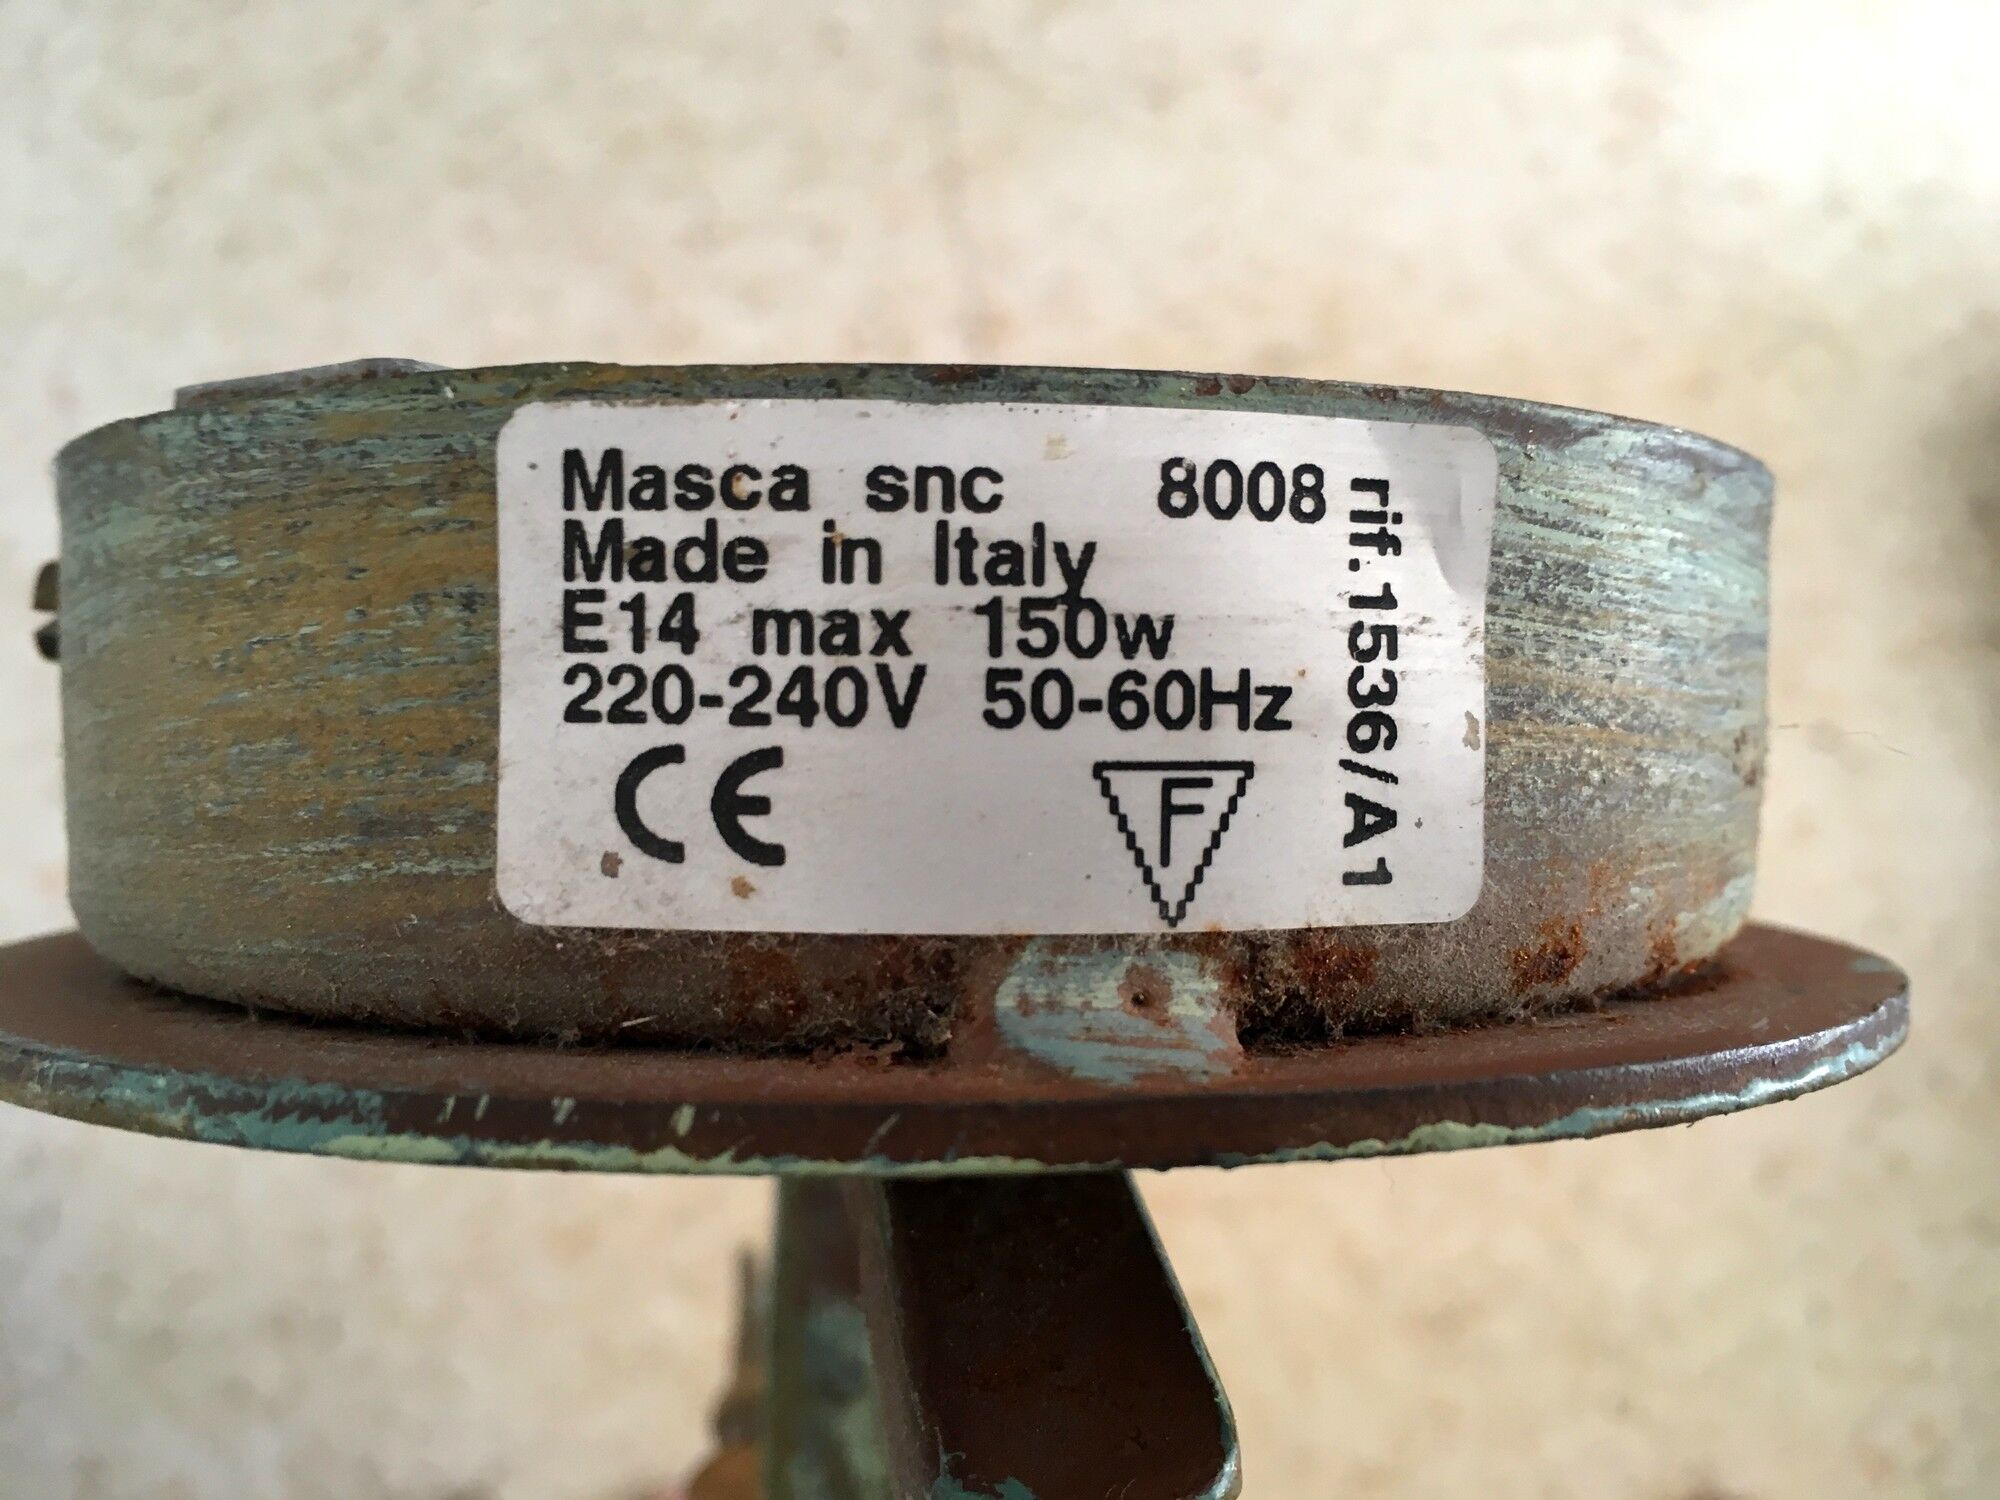 Masca snc 8008
Made in Italy
E14 max 150w
220-240V 50-60Hz
CE F
rif.1536/A1